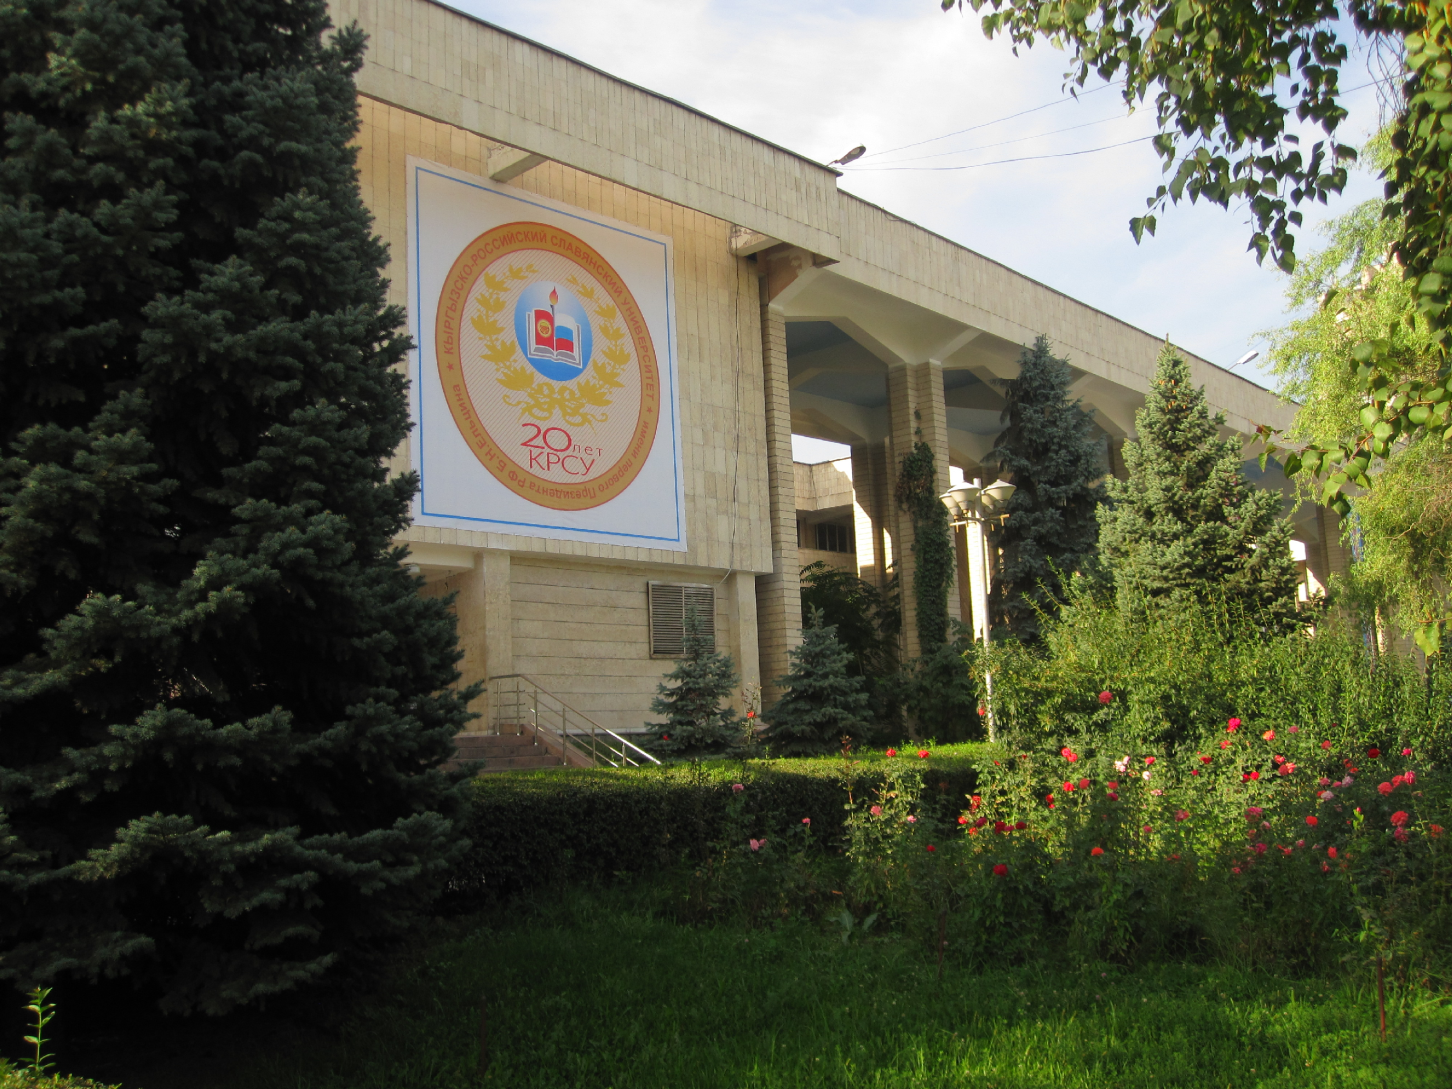 КЫРГЫЗСКО-РОССИЙСКИЙ СЛАВЯНСКИЙ УНИВЕРСИТЕТ
имени первого Президента РФ Б.Н.Ельцина
20 лет
КРСУ